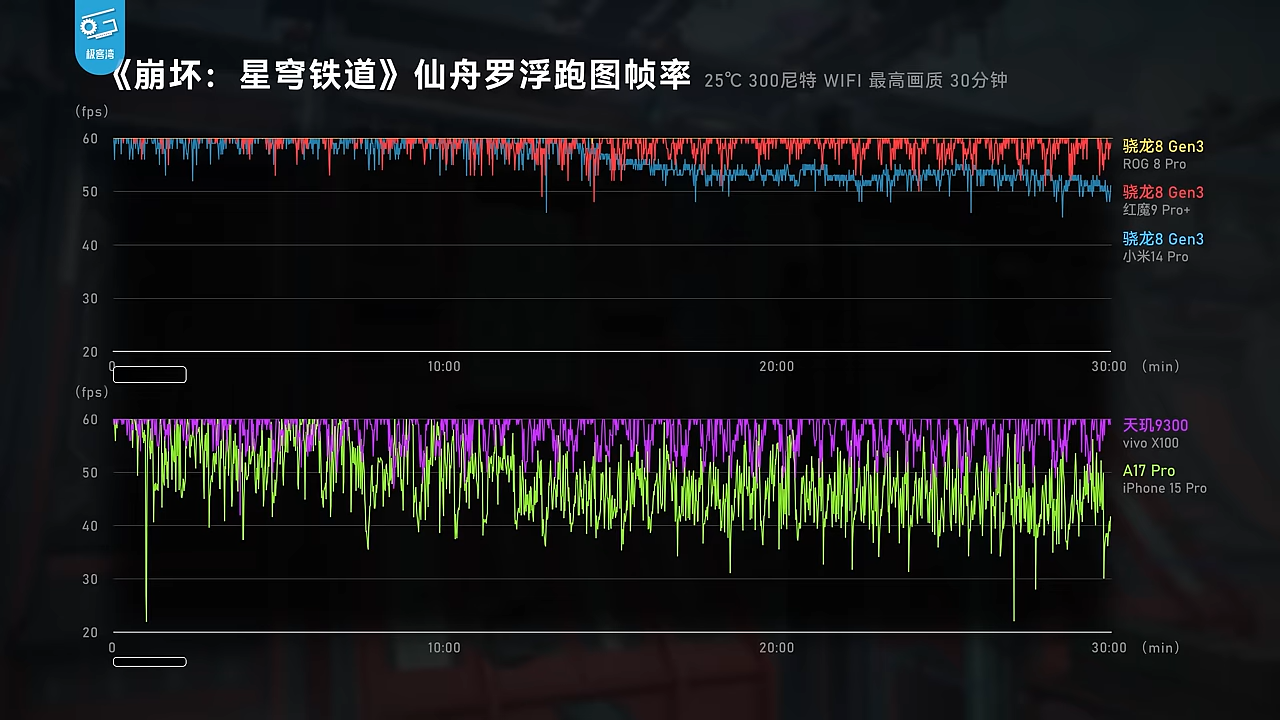 极客湾
《崩坏：星穹铁道》仙舟罗浮跑图帧率 25℃ 300尼特 WIFI 最高画质 30分钟
(fps)
60
50
40
30
20
0 10:00 20:00 30:00 (min)
骁龙8 Gen3
ROG 8 Pro
骁龙8 Gen3
红魔9 Pro+
骁龙8 Gen3
小米14 Pro
(fps)
60
50
40
30
20
0 10:00 20:00 30:00 (min)
天玑9300
vivo X100
A17 Pro
iPhone 15 Pro